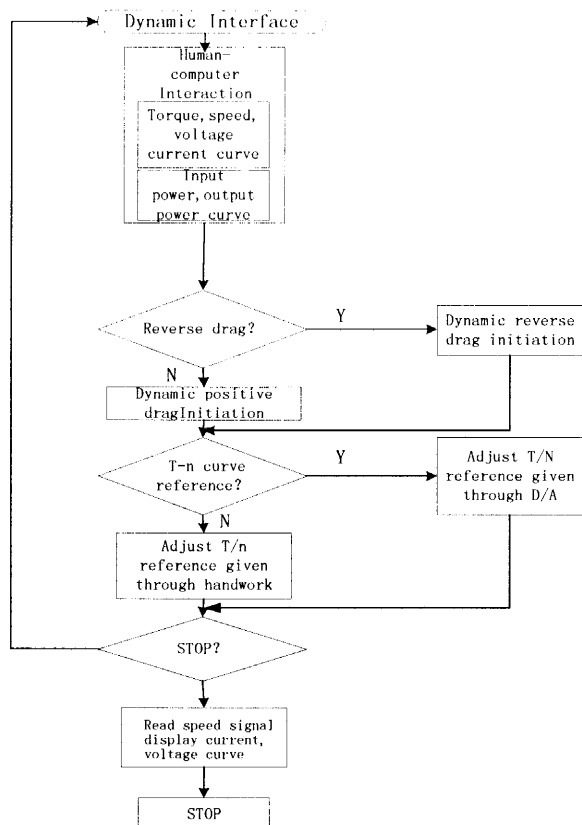 Dynamic Interface
Human-
computer
Interaction
Torque,speed,
voltage
current curve
Input
power,output
power curve
Reverse drag?
Y
Dynamic reverse
drag initiation
N
Dynamic positive
dragInitiation
T-n curve
reference?
Y
Adjust T/N
reference given
through D/A
N
Adjust T/n
reference given
through handwork
STOP?
Read speed signal
display current,
voltage curve
STOP